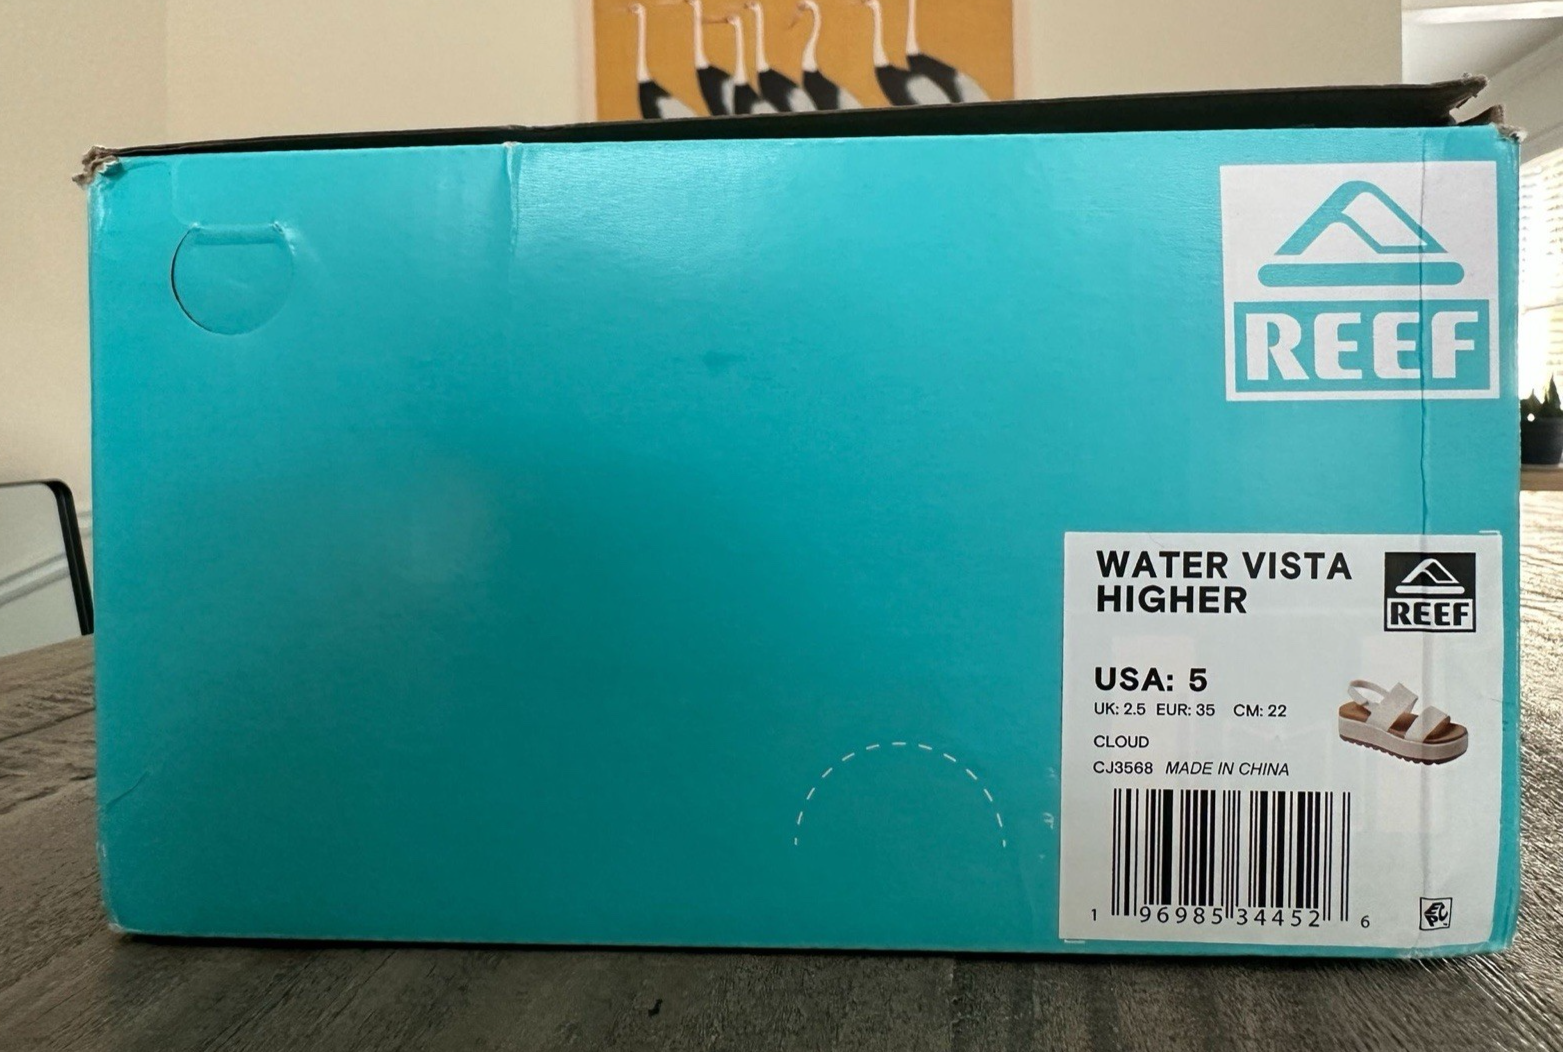 REEF
WATER VISTA
HIGHER
REEF
USA: 5
UK: 2.5 EUR: 35 CM: 22
CLOUD
CJ3568 MADE IN CHINA
1 96985 34452 6